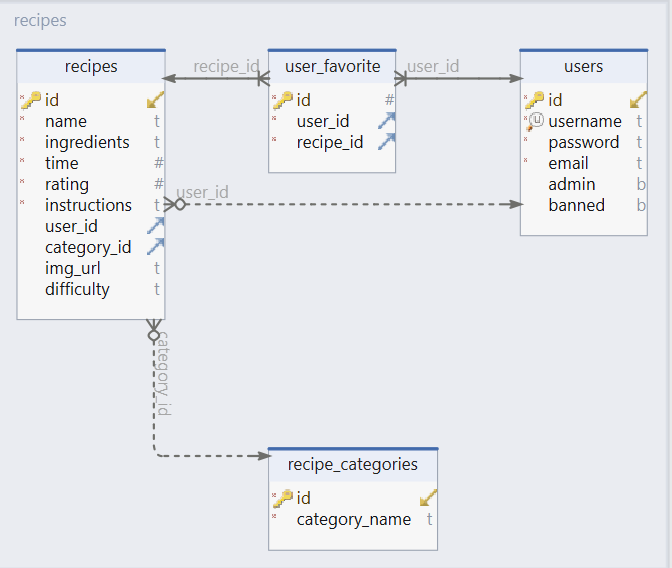 recipes
recipes
id
name t
ingredients t
time #
rating #
instructions t
user_id
category_id
img_url t
difficulty t
recipe_id
user_favorite
id #
user_id
recipe_id
user_id
users
id
u username t
password t
email t
admin b
banned b
user_id
category_id
recipe_categories
id
category_name t